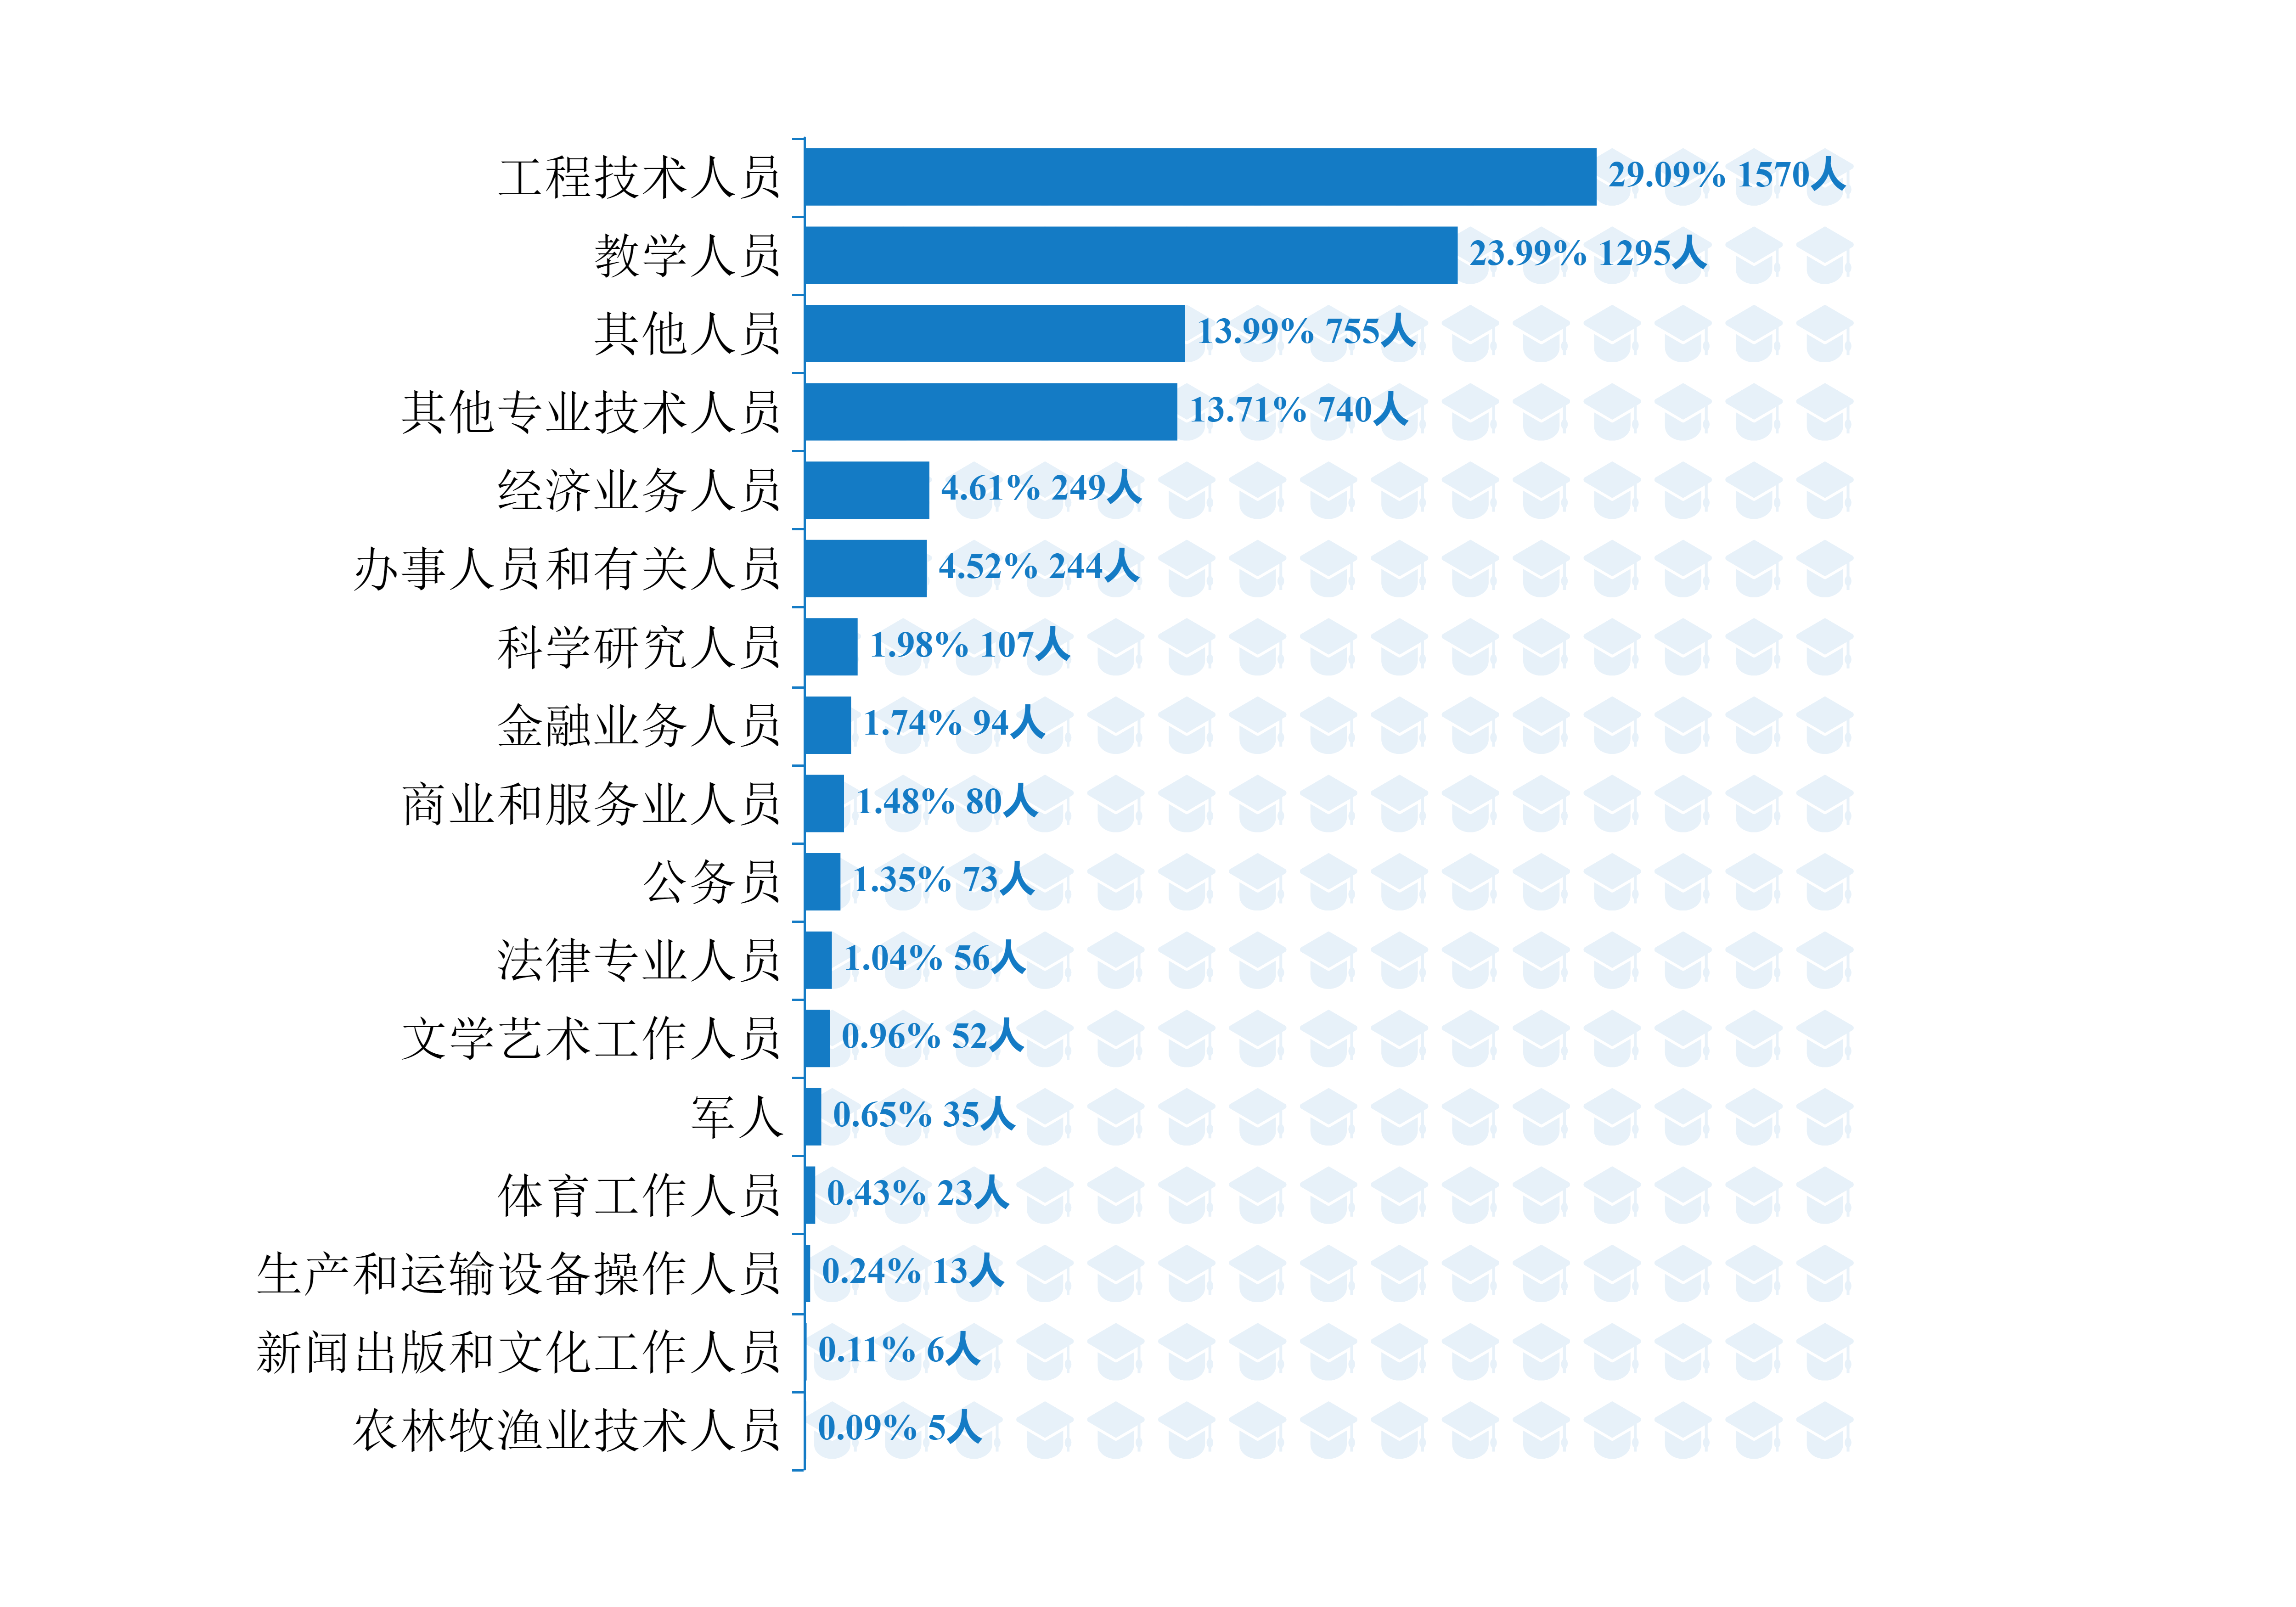 工程技术人员 29.09% 1570人
教学人员 23.99% 1295人
其他人员 13.99% 755人
其他专业技术人员 13.71% 740人
经济业务人员 4.61% 249人
办事人员和有关人员 4.52% 244人
科学研究人员 1.98% 107人
金融业务人员 1.74% 94人
商业和服务业人员 1.48% 80人
公务员 1.35% 73人
法律专业人员 1.04% 56人
文学艺术工作人员 0.96% 52人
军人 0.65% 35人
体育工作人员 0.43% 23人
生产和运输设备操作人员 0.24% 13人
新闻出版和文化工作人员 0.11% 6人
农林牧渔业技术人员 0.09% 5人